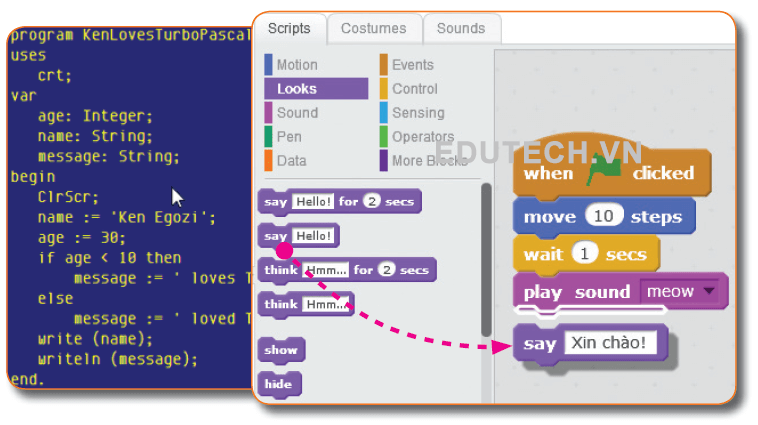 program KenLovesTurboPascal
uses
crt;
var
age: Integer;
name: String;
message: String;
begin
ClrScr;
name := 'Ken Egozi';
age := 30;
if age < 10 then
message := ' loves T
else
message := ' loved T
write (name);
writeln (message);
end.
Scripts Costumes Sounds
Motion Events
Looks Control
Sound Sensing
Pen Operators
Data More Blocks
say Hello! for 2 secs
say Hello!
think Hmm... for 2 secs
think Hmm...
show
hide
EDUTECH.VN
when clicked
move 10 steps
wait 1 secs
play sound meow
say Xin chào!